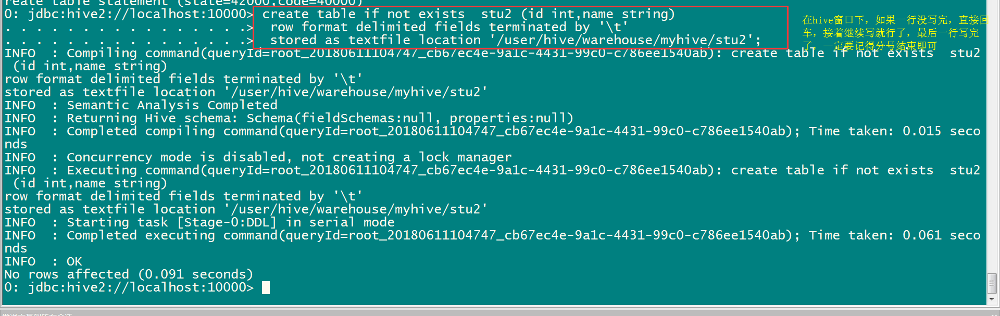 reate table statement (state=42000,code=40000)
0: jdbc:hive2://localhost:10000> create table if not exists  stu2 (id int,name string)
. . . . . . . . . . . . . . . .>  row format delimited fields terminated by '\t'
. . . . . . . . . . . . . . . .>  stored as textfile location '/user/hive/warehouse/myhive/stu2';
在hive窗口下，如果一行没写完，直接回
车，接着继续写就行了，最后一行写完
了，一定要记得分号结束即可
INFO  : Compiling command(queryId=root_20180611104747_cb67ec4e-9a1c-4431-99c0-c786ee1540ab): create table if not exists  stu2
 (id int,name string)
row format delimited fields terminated by '\t'
stored as textfile location '/user/hive/warehouse/myhive/stu2'
INFO  : Semantic Analysis Completed
INFO  : Returning Hive schema: Schema(fieldSchemas:null, properties:null)
INFO  : Completed compiling command(queryId=root_20180611104747_cb67ec4e-9a1c-4431-99c0-c786ee1540ab); Time taken: 0.015 seco
nds
INFO  : Concurrency mode is disabled, not creating a lock manager
INFO  : Executing command(queryId=root_20180611104747_cb67ec4e-9a1c-4431-99c0-c786ee1540ab): create table if not exists  stu2
 (id int,name string)
row format delimited fields terminated by '\t'
stored as textfile location '/user/hive/warehouse/myhive/stu2'
INFO  : Starting task [Stage-0:DDL] in serial mode
INFO  : Completed executing command(queryId=root_20180611104747_cb67ec4e-9a1c-4431-99c0-c786ee1540ab); Time taken: 0.061 seco
nds
INFO  : OK
No rows affected (0.091 seconds)
0: jdbc:hive2://localhost:10000>